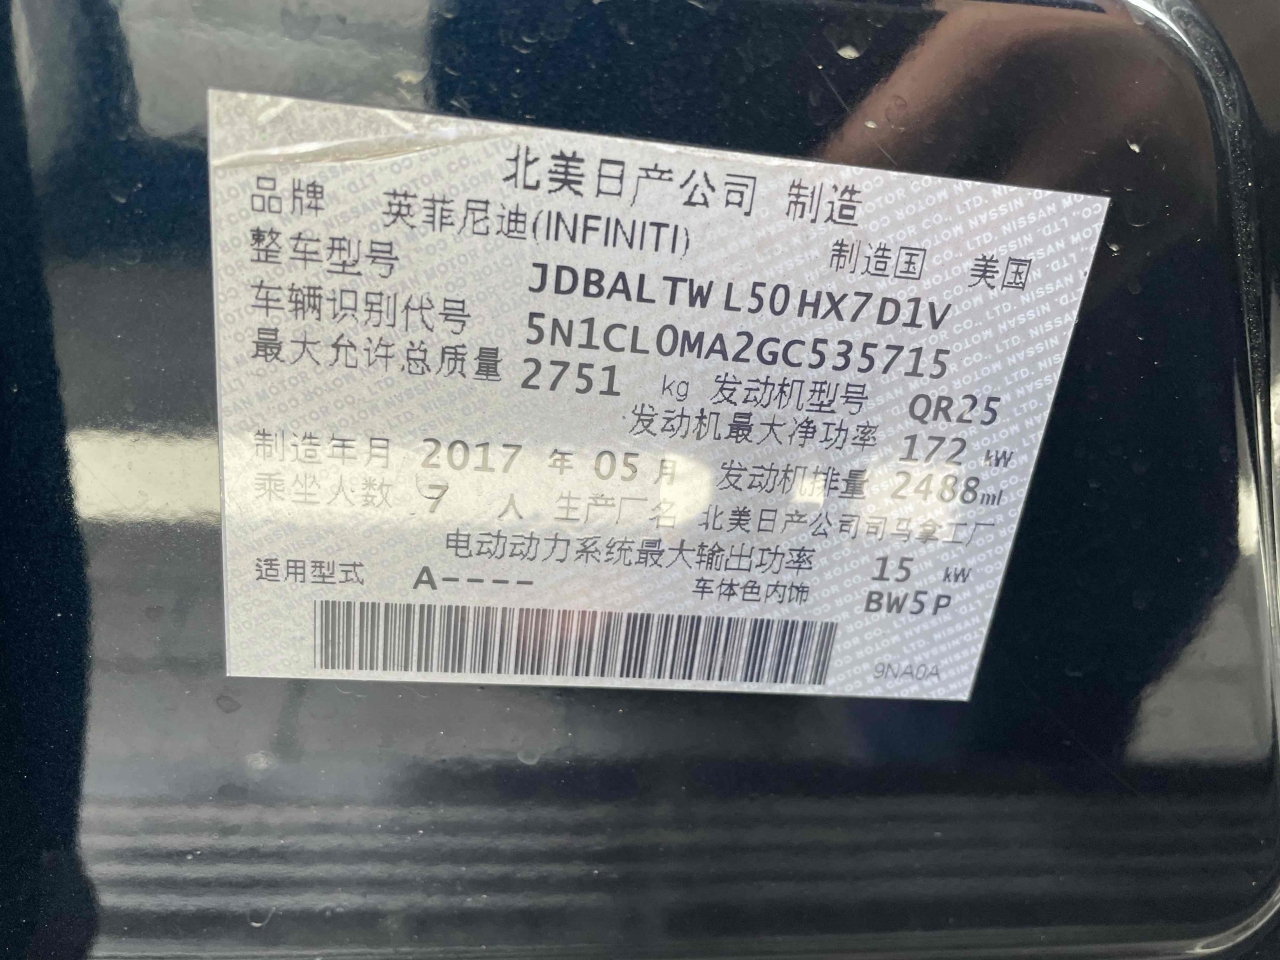 北美日产公司 制造
品牌 英菲尼迪(INFINITI) 制造国 美国
整车型号 JDBALTW L50HX7D1V
车辆识别代号 5N1CL0MA2GC535715
最大允许总质量 2751 kg 发动机型号 QR25
发动机最大净功率 172 kW
制造年月 2017 年 05 月 发动机排量 2488 ml
乘坐人数 7 人 生产厂名 北美日产公司司马拿工厂
电动动力系统最大输出功率 15 kW
适用型式 A---- 车体色内饰 BW5P
9NA0A